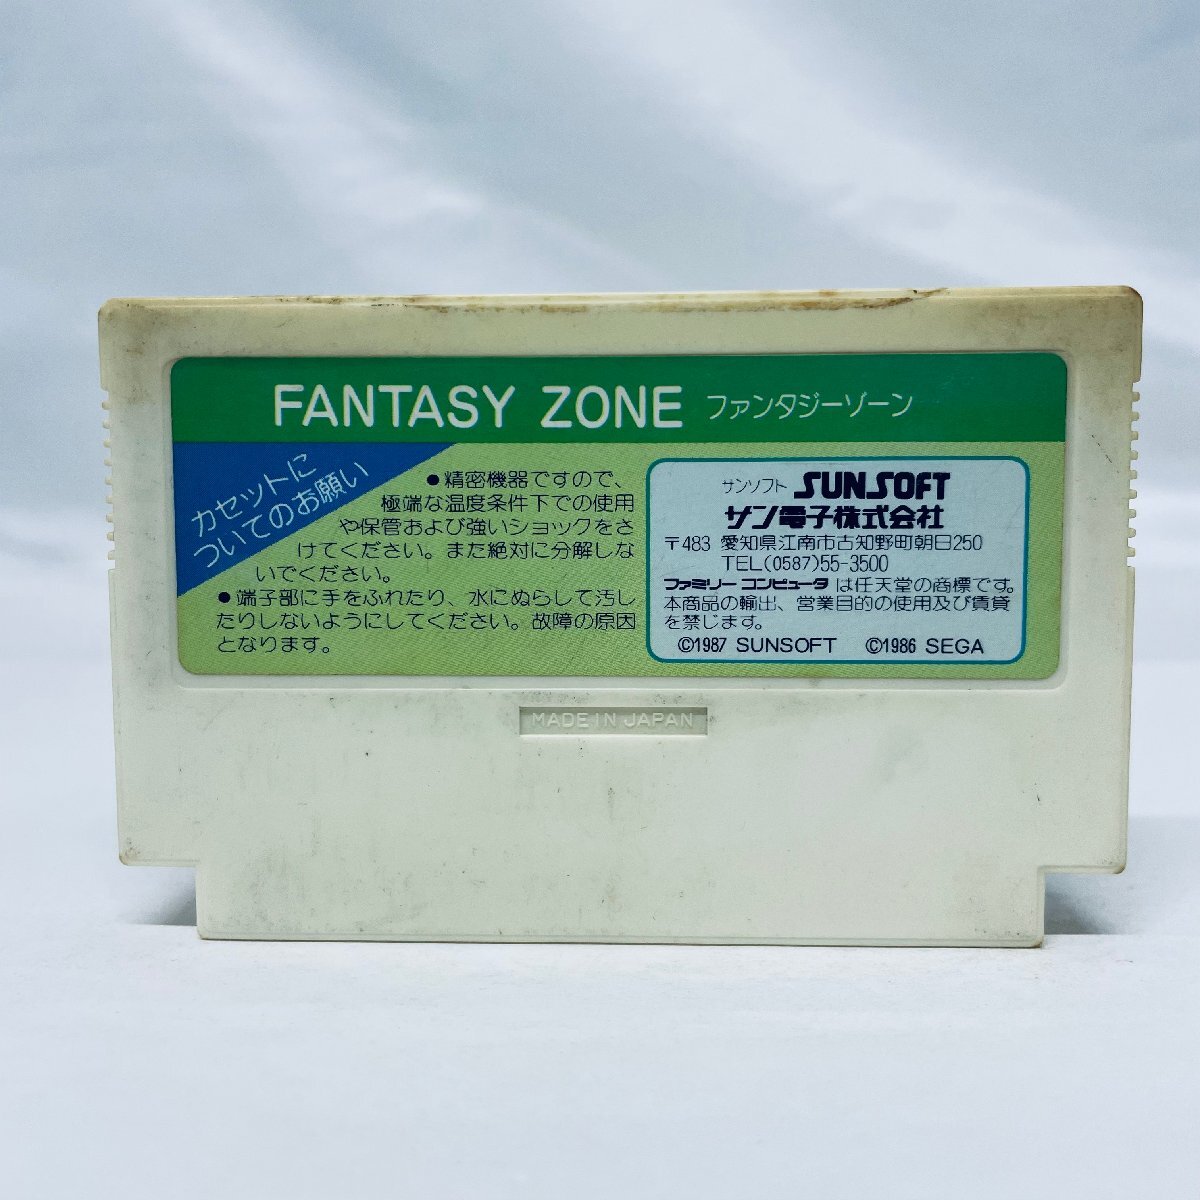 FANTASY ZONE ファンタジーゾーン
カセットに
ついてのお願い
●精密機器ですので、
極端な温度条件下での使用
や保管および強いショックをさ
けてください。また絶対に分解しな
いでください。
●端子部に手をふれたり、水にぬらして汚し
たりしないようにしてください。故障の原因
となります。
サンソフト SUNSOFT
サン電子株式会社
〒483 愛知県江南市古知野町朝日250
TEL(0587)55-3500
ファミリーコンピュータは任天堂の商標です。
本商品の輸出、営業目的の使用及び賃貸
を禁じます。
©1987 SUNSOFT ©1986 SEGA
MADE IN JAPAN